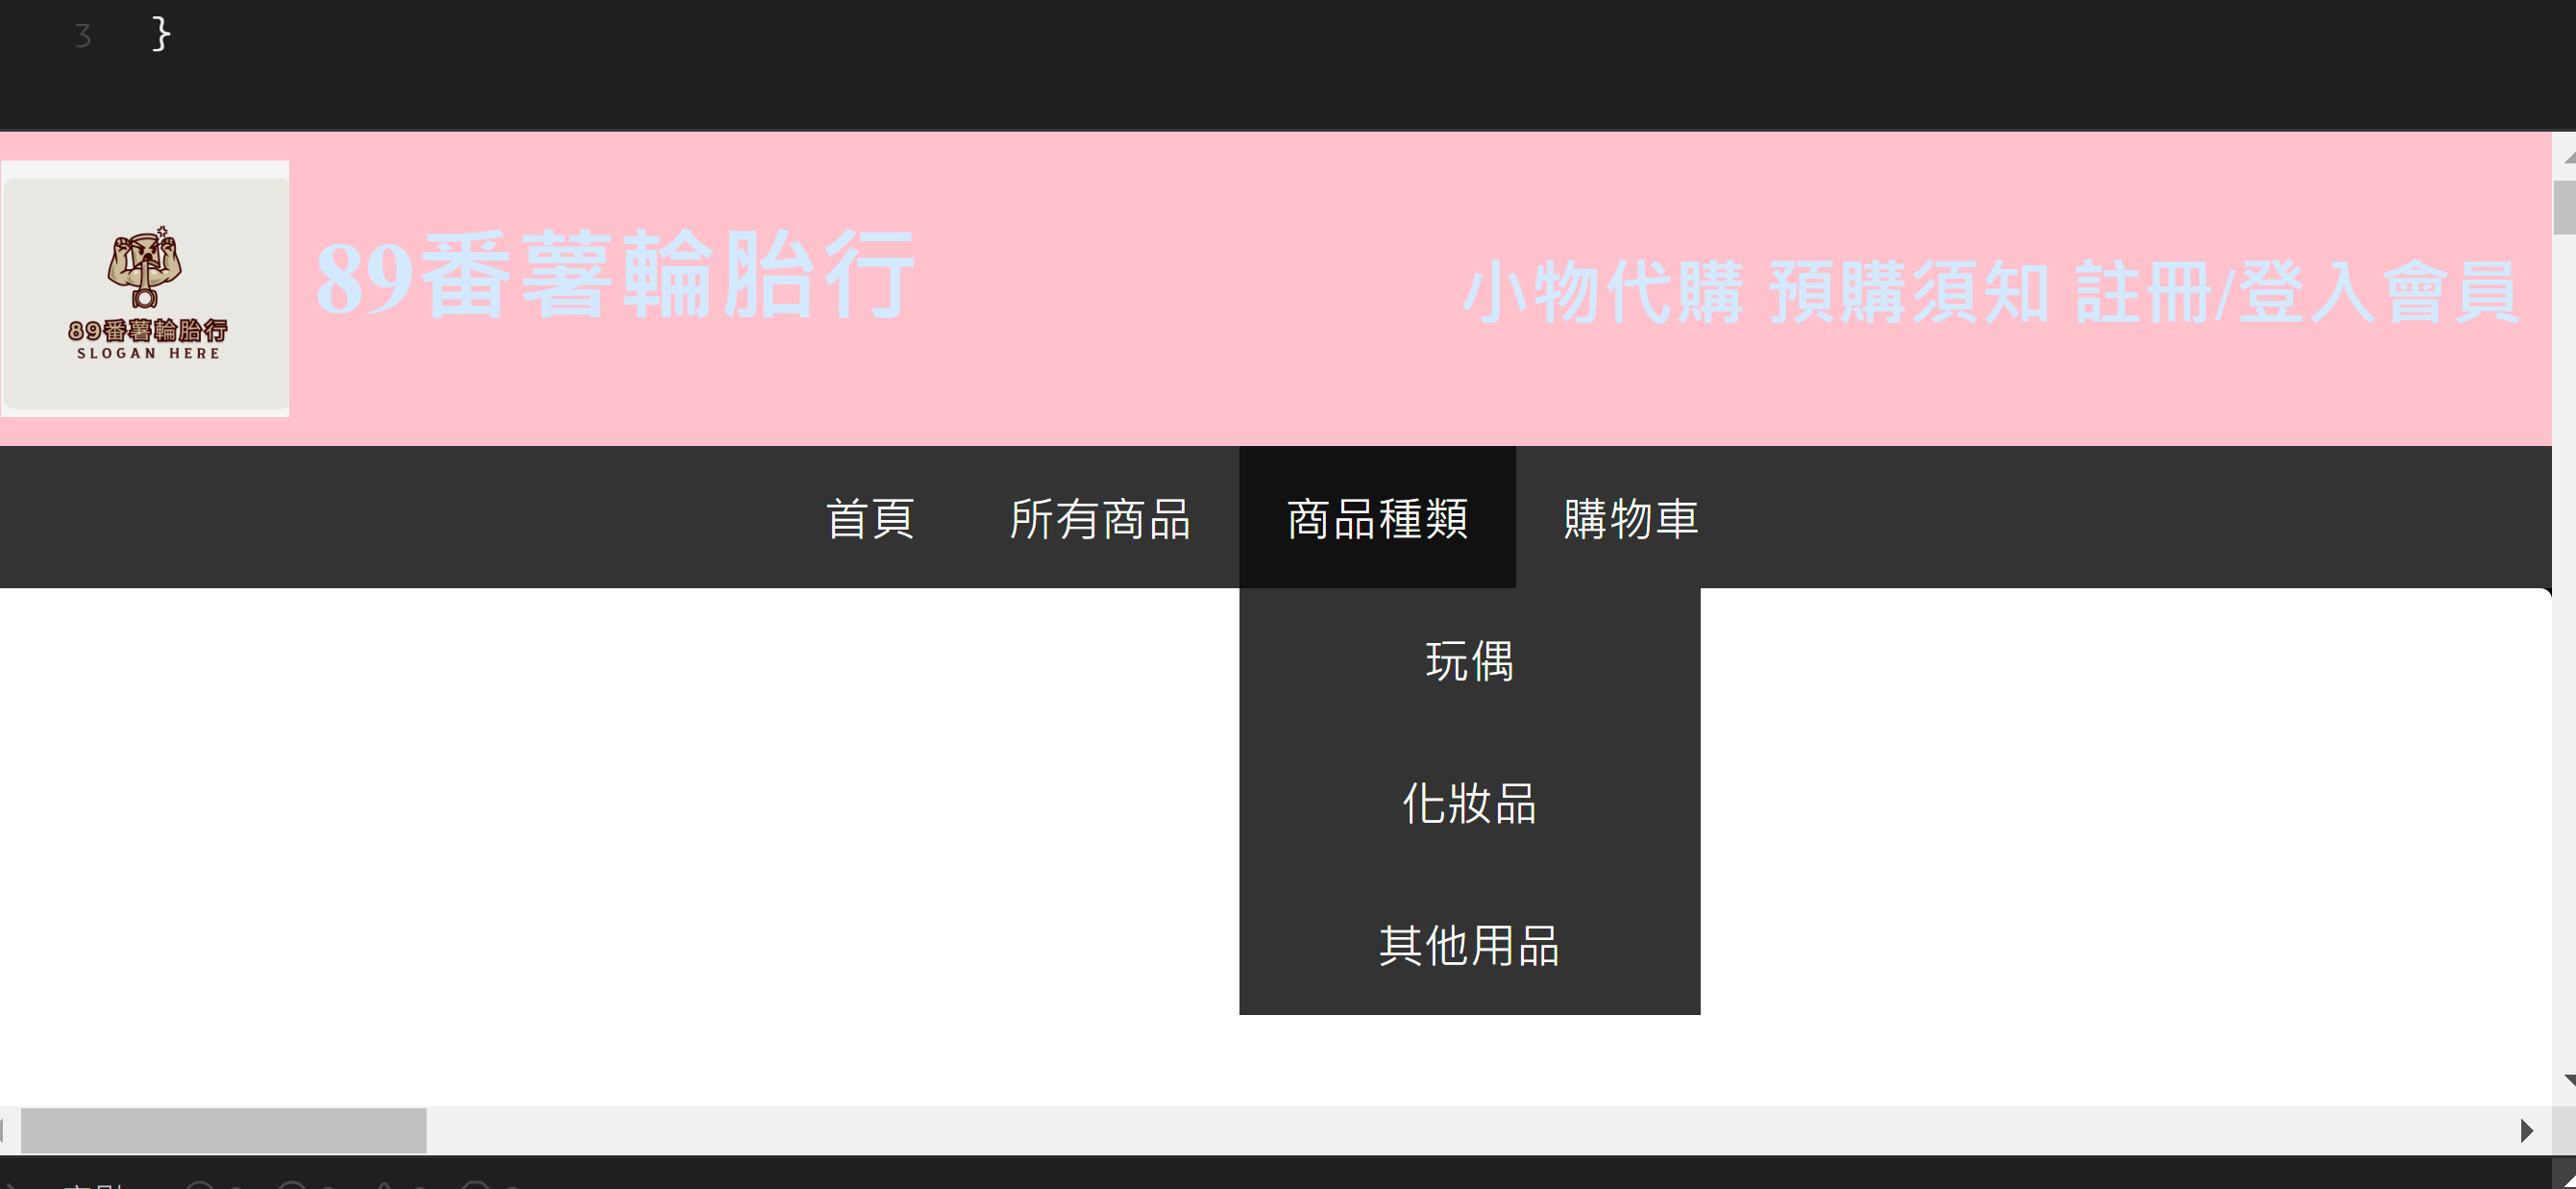 3 }
89番薯輪胎行
SLOGAN HERE
89番薯輪胎行
小物代購 預購須知 註冊/登入會員
首頁 所有商品 商品種類 購物車
玩偶
化妝品
其他用品